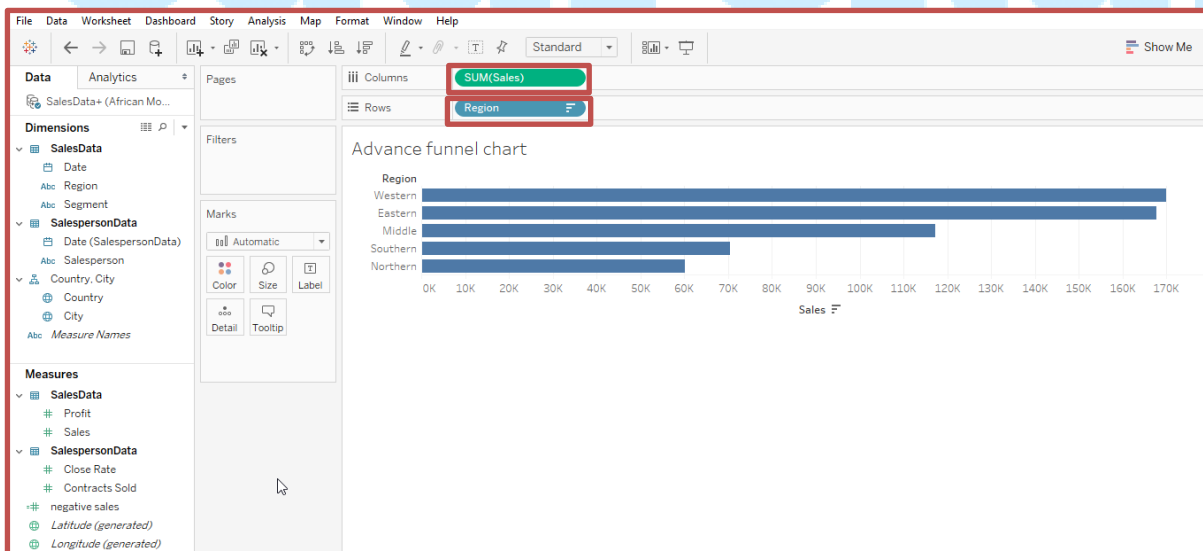 File Data Worksheet Dashboard Story Analysis Map Format Window Help
Standard
Show Me
Data Analytics
SalesData+ (African Mo...
Dimensions
SalesData
Date
Abc Region
Abc Segment
SalespersonData
Date (SalespersonData)
Abc Salesperson
Country, City
Country
City
Abc Measure Names
Measures
SalesData
# Profit
# Sales
SalespersonData
# Close Rate
# Contracts Sold
=# negative sales
Latitude (generated)
Longitude (generated)
Pages
Filters
Marks
Automatic
Color Size T Label
Detail Tooltip
iii Columns SUM(Sales)
Rows Region
Advance funnel chart
Region
Western
Eastern
Middle
Southern
Northern
0K 10K 20K 30K 40K 50K 60K 70K 80K 90K 100K 110K 120K 130K 140K 150K 160K 170K
Sales